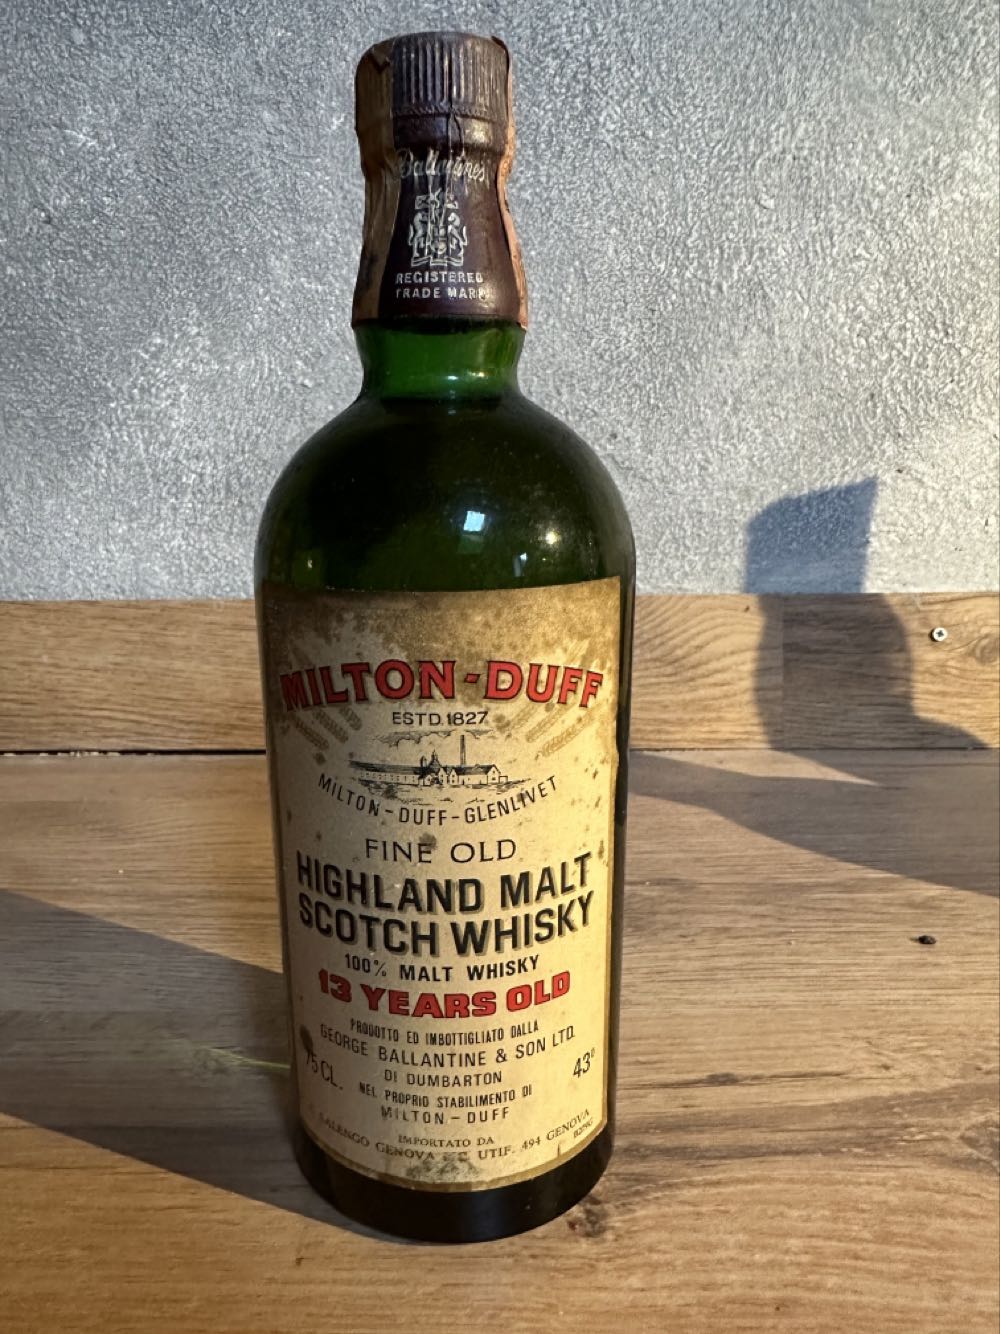 Ballantine's
REGISTERED
TRADE MARK
MILTON-DUFF
ESTD. 1827
MILTON-DUFF-GLENLIVET
FINE OLD
HIGHLAND MALT
SCOTCH WHISKY
100% MALT WHISKY
13 YEARS OLD
PRODOTTO ED IMBOTTIGLIATO DALLA
GEORGE BALLANTINE & SON LTD.
75 CL. DI DUMBARTON 43°
NEL PROPRIO STABILIMENTO DI
MILTON-DUFF
IMPORTATO DA
SALENGO GENOVA UTIF. 494 GENOVA